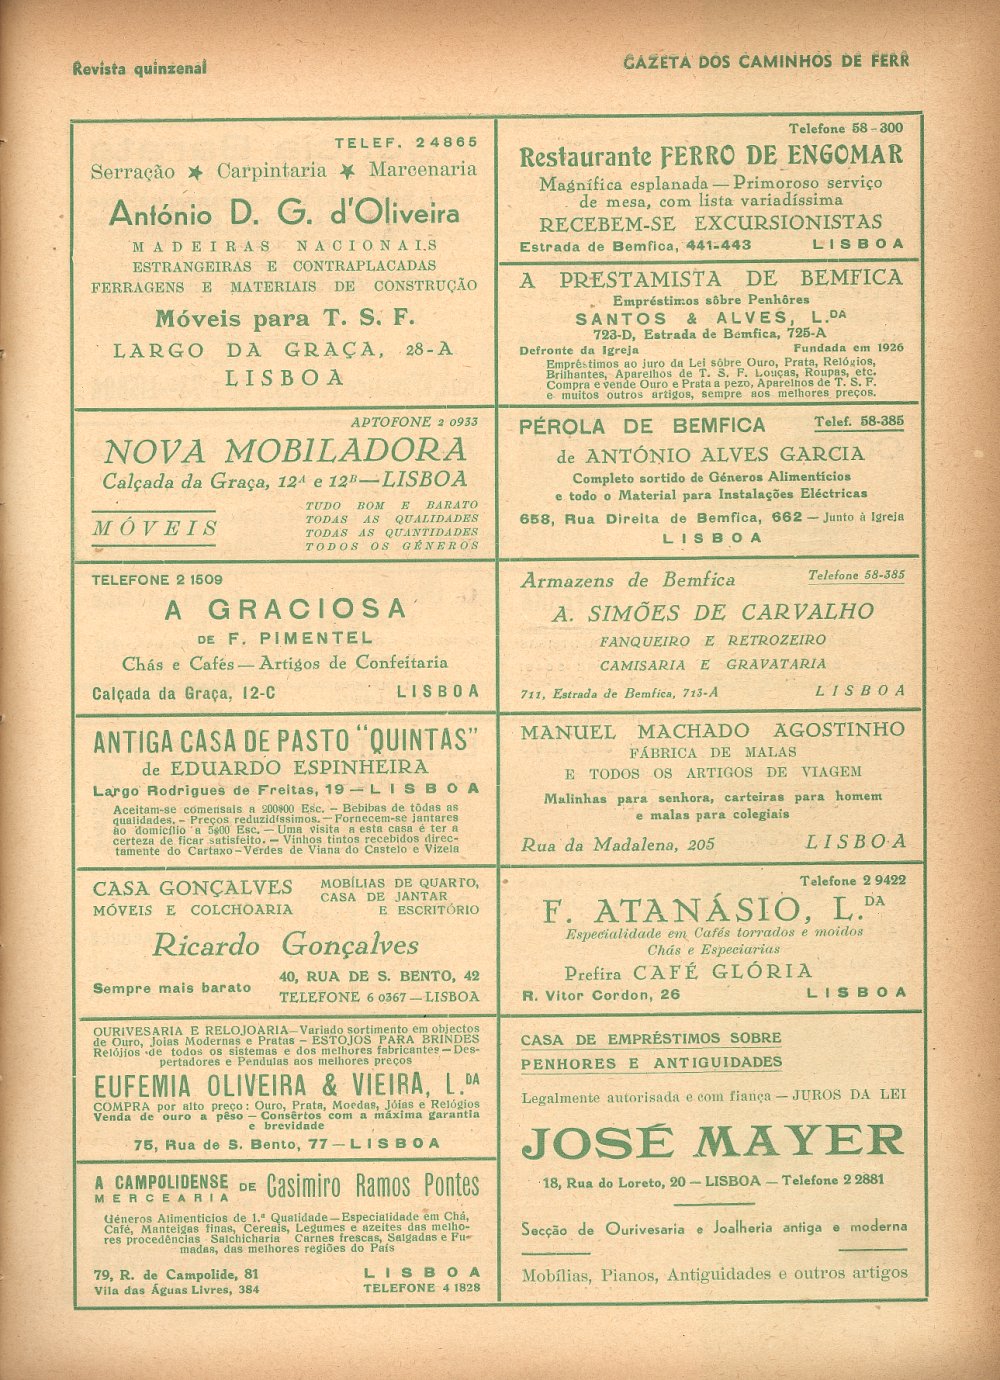 Revista quinzenal
GAZETA DOS CAMINHOS DE FERR
TELEF. 24865
Serração ★ Carpintaria ★ Marcenaria
António D. G. d'Oliveira
MADEIRAS NACIONAIS
ESTRANGEIRAS E CONTRAPLACADAS
FERRAGENS E MATERIAIS DE CONSTRUÇÃO
Móveis para T. S. F.
LARGO DA GRAÇA, 28-A
LISBOA
APTOFONE 2 0933
NOVA MOBILADORA
Calçada da Graça, 12A e 12B—LISBOA
MÓVEIS
TUDO BOM E BARATO
TODAS AS QUALIDADES
TODAS AS QUANTIDADES
TODOS OS GÉNEROS
TELEFONE 2 1509
A GRACIOSA
DE F. PIMENTEL
Chás e Cafés — Artigos de Confeitaria
Calçada da Graça, 12-C LISBOA
ANTIGA CASA DE PASTO "QUINTAS"
de EDUARDO ESPINHEIRA
Largo Rodrigues de Freitas, 19 — LISBOA
Aceitam-se comensais a 200$00 Esc. — Bebibas de tôdas as
qualidades. — Preços reduzidíssimos. — Fornecem-se jantares
ao domicílio a 5$00 Esc. — Uma visita a esta casa é ter a
certeza de ficar satisfeito. — Vinhos tintos recebidos direc-
tamente do Cartaxo—Verdes de Viana do Castelo e Vizela
CASA GONÇALVES
MÓVEIS E COLCHOARIA
MOBÍLIAS DE QUARTO,
CASA DE JANTAR
E ESCRITÓRIO
Ricardo Gonçalves
Sempre mais barato
40, RUA DE S. BENTO, 42
TELEFONE 6 0367 — LISBOA
OURIVESARIA E RELOJOARIA—Variado sortimento em objectos
de Ouro, Joias Modernas e Pratas — ESTOJOS PARA BRINDES
Relójios de todos os sistemas e dos melhores fabricantes — Des-
pertadores e Pendulas aos melhores preços
EUFEMIA OLIVEIRA & VIEIRA, L.DA
COMPRA por alto preço: Ouro, Prata, Moedas, Jóias e Relógios
Venda de ouro a pêso — Consêrtos com a máxima garantia
e brevidade
75, Rua de S. Bento, 77 — LISBOA
A CAMPOLIDENSE DE Casimiro Ramos Pontes
MERCEARIA
Géneros Alimenticios de 1.ª Qualidade — Especialidade em Chá,
Café, Manteigas finas, Cereais, Legumes e azeites das melho-
res procedências Salchicharia Carnes frescas, Salgadas e Fu-
madas, das melhores regiões do País
79, R. de Campolide, 81 LISBOA
Vila das Águas Livres, 384 TELEFONE 4 1828
Telefone 58-300
Restaurante FERRO DE ENGOMAR
Magnífica esplanada — Primoroso serviço
de mesa, com lista variadíssima
RECEBEM-SE EXCURSIONISTAS
Estrada de Bemfica, 441-443 LISBOA
A PRESTAMISTA DE BEMFICA
Empréstimos sôbre Penhôres
SANTOS & ALVES, L.DA
723-D, Estrada de Bemfica, 725-A
Defronte da Igreja Fundada em 1926
Empréstimos ao juro da Lei sôbre Ouro, Prata, Relógios,
Brilhantes, Aparelhos de T. S. F. Louças, Roupas, etc.
Compra e vende Ouro e Prata a pezo, Aparelhos de T. S. F.
e muitos outros artigos, sempre aos melhores preços.
PÉROLA DE BEMFICA Telef. 58-385
de ANTÓNIO ALVES GARCIA
Completo sortido de Géneros Alimentícios
e todo o Material para Instalações Eléctricas
658, Rua Direita de Bemfica, 662 — Junto à Igreja
LISBOA
Armazens de Bemfica Telefone 58-385
A. SIMÕES DE CARVALHO
FANQUEIRO E RETROZEIRO
CAMISARIA E GRAVATARIA
711, Estrada de Bemfica, 713-A LISBOA
MANUEL MACHADO AGOSTINHO
FÁBRICA DE MALAS
E TODOS OS ARTIGOS DE VIAGEM
Malinhas para senhora, carteiras para homem
e malas para colegiais
Rua da Madalena, 205 LISBOA
Telefone 2 9422
F. ATANÁSIO, L.DA
Especialidade em Cafés torrados e moídos
Chás e Especiarias
Prefira CAFÉ GLÓRIA
R. Vitor Cordon, 26 LISBOA
CASA DE EMPRÉSTIMOS SOBRE
PENHORES E ANTIGUIDADES
Legalmente autorisada e com fiança — JUROS DA LEI
JOSÉ MAYER
18, Rua do Loreto, 20 — LISBOA — Telefone 2 2881
Secção de Ourivesaria e Joalheria antiga e moderna
Mobílias, Pianos, Antiguidades e outros artigos